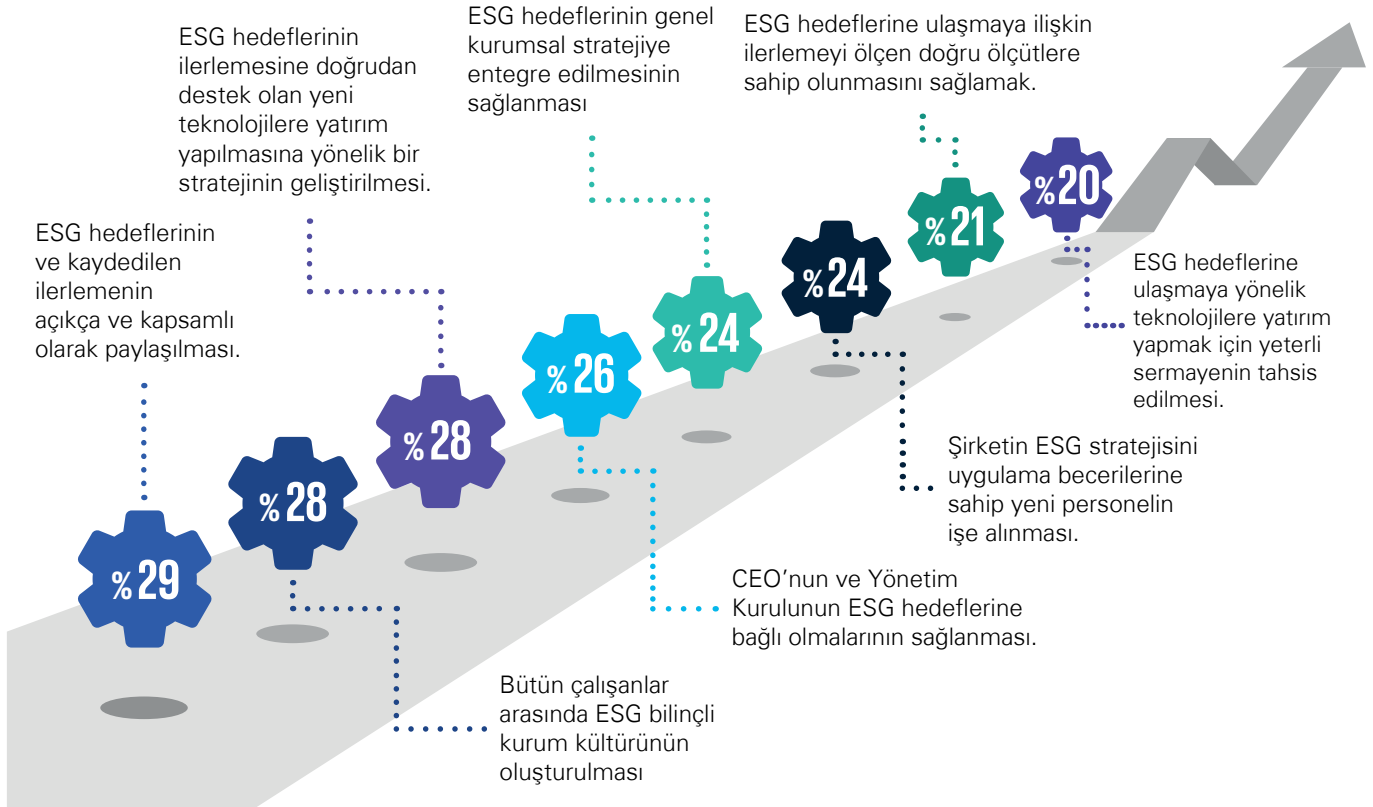 ESG hedeflerinin
ve kaydedilen
ilerlemenin
açıkça ve kapsamlı
olarak paylaşılması.
% 29
% 28
Bütün çalışanlar
arasında ESG bilinçli
kurum kültürünün
oluşturulması
ESG hedeflerinin
ilerlemesine doğrudan
destek olan yeni
teknolojilere yatırım
yapılmasına yönelik bir
stratejinin geliştirilmesi.
% 28
% 26
CEO’nun ve Yönetim
Kurulunun ESG hedeflerine
bağlı olmalarının sağlanması.
ESG hedeflerinin genel
kurumsal stratejiye
entegre edilmesinin
sağlanması
% 24
% 24
Şirketin ESG stratejisini
uygulama becerilerine
sahip yeni personelin
işe alınması.
ESG hedeflerine ulaşmaya ilişkin
ilerlemeyi ölçen doğru ölçütlere
sahip olunmasını sağlamak.
% 21
% 20
ESG hedeflerine
ulaşmaya yönelik
teknolojilere yatırım
yapmak için yeterli
sermayenin tahsis
edilmesi.